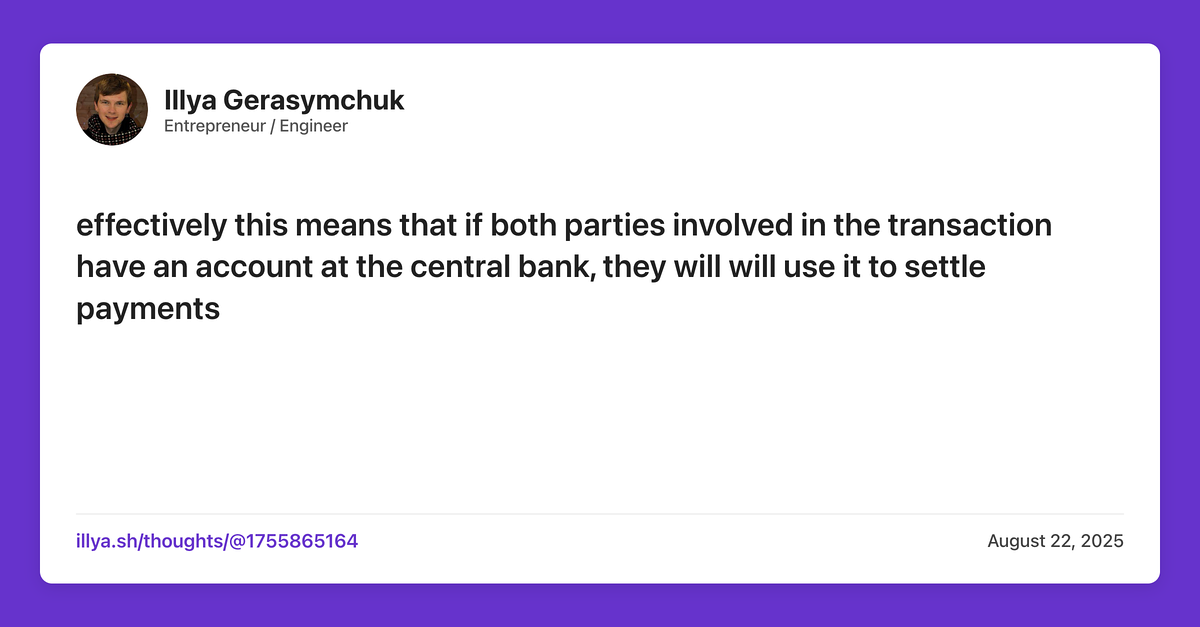 Illya Gerasymchuk
Entrepreneur / Engineer
effectively this means that if both parties involved in the transaction
have an account at the central bank, they will will use it to settle
payments
illya.sh/thoughts/@1755865164
August 22, 2025